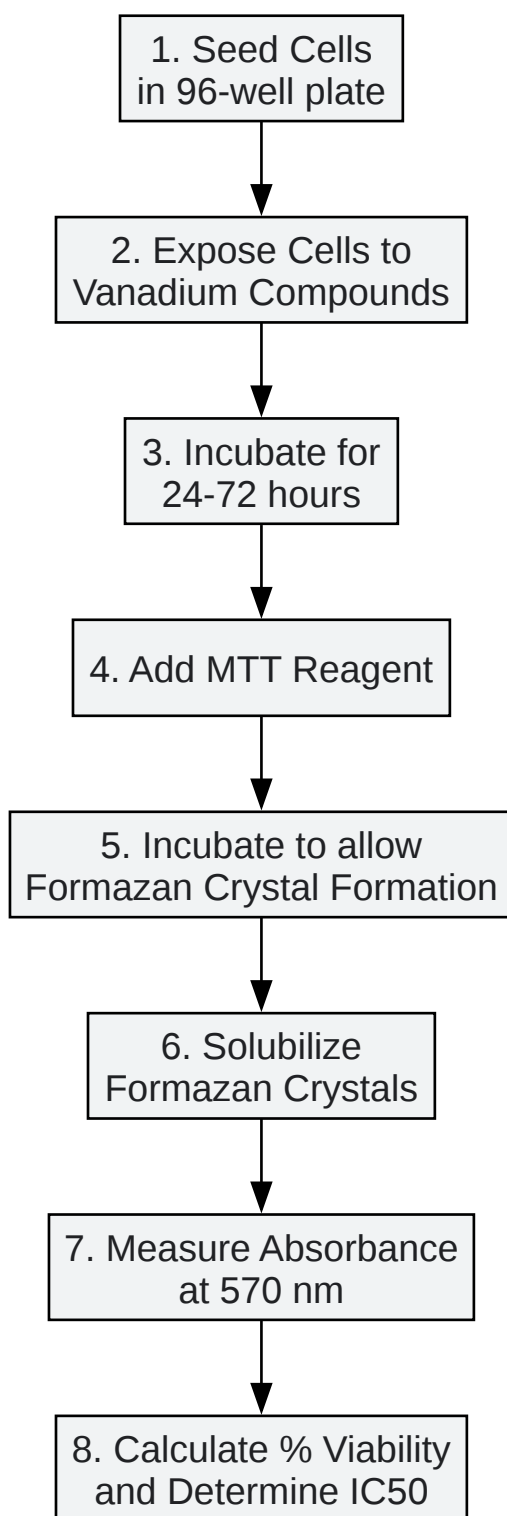 1. Seed Cells
in 96-well plate
2. Expose Cells to
Vanadium Compounds
3. Incubate for
24-72 hours
4. Add MTT Reagent
5. Incubate to allow
Formazan Crystal Formation
6. Solubilize
Formazan Crystals
7. Measure Absorbance
at 570 nm
8. Calculate % Viability
and Determine IC50